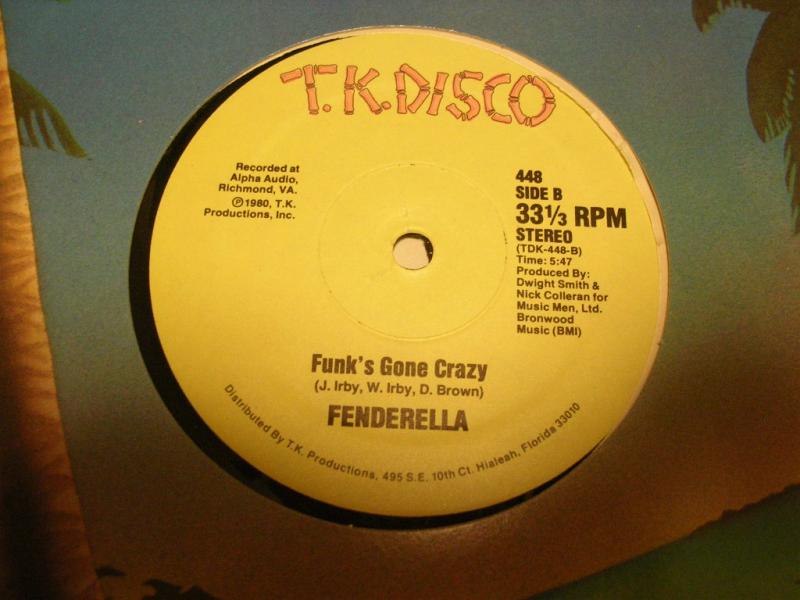 T.K.DISCO
Recorded at
Alpha Audio,
Richmond, VA.
℗1980, T.K.
Productions, Inc.
448
SIDE B
33⅓ RPM
STEREO
(TDK-448-B)
Time: 5:47
Produced By:
Dwight Smith &
Nick Colleran for
Music Men, Ltd.
Bronwood
Music (BMI)
Funk's Gone Crazy
(J. Irby, W. Irby, D. Brown)
FENDERELLA
Distributed By T.K. Productions, 495 S.E. 10th Ct. Hialeah, Florida 33010